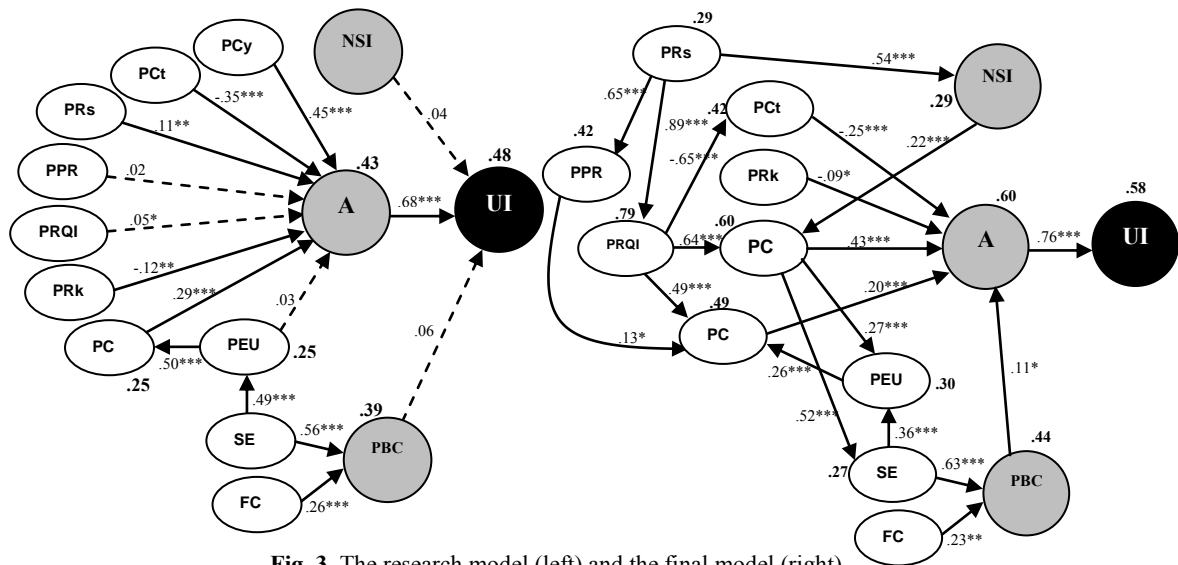 PCy
NSI
PCt
PRs
PPR
PRQI
PRk
PC
.25
PEU
.25
SE
FC
A
.43
UI
.48
PBC
.39
.45***
-.35***
.11**
.02
.05*
-.12**
.29***
.03
.50***
.49***
.56***
.26***
.04
.68***
.06
.29
PRs
.54***
NSI
.29
.65***
.89***
-.65***
.42
PCt
.42
PPR
.22***
-.25***
PRk
-.09*
.79
PRQI
.64***
.60
PC
.43***
.60
A
.76***
.58
UI
.49***
.49
PC
.20***
.13*
.27***
.26***
PEU
.30
.11*
.52***
.36***
.27
SE
.63***
.44
PBC
FC
.23**
Fig. 3. The research model (left) and the final model (right)